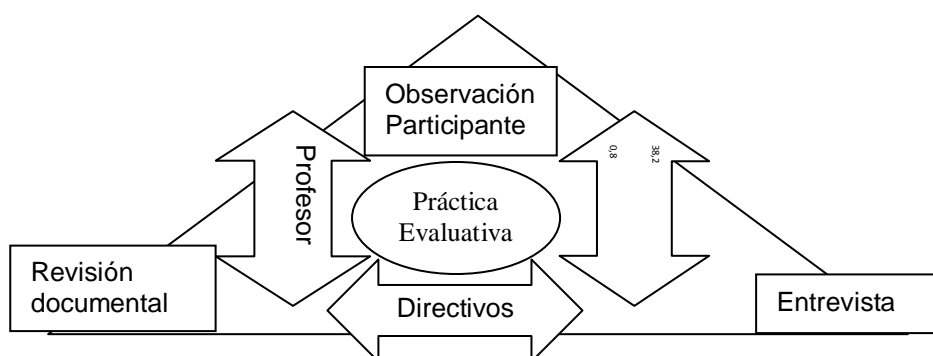 Observación
Participante
Profesor
38,2
0,8
Práctica
Evaluativa
Revisión
documental
Directivos
Entrevista